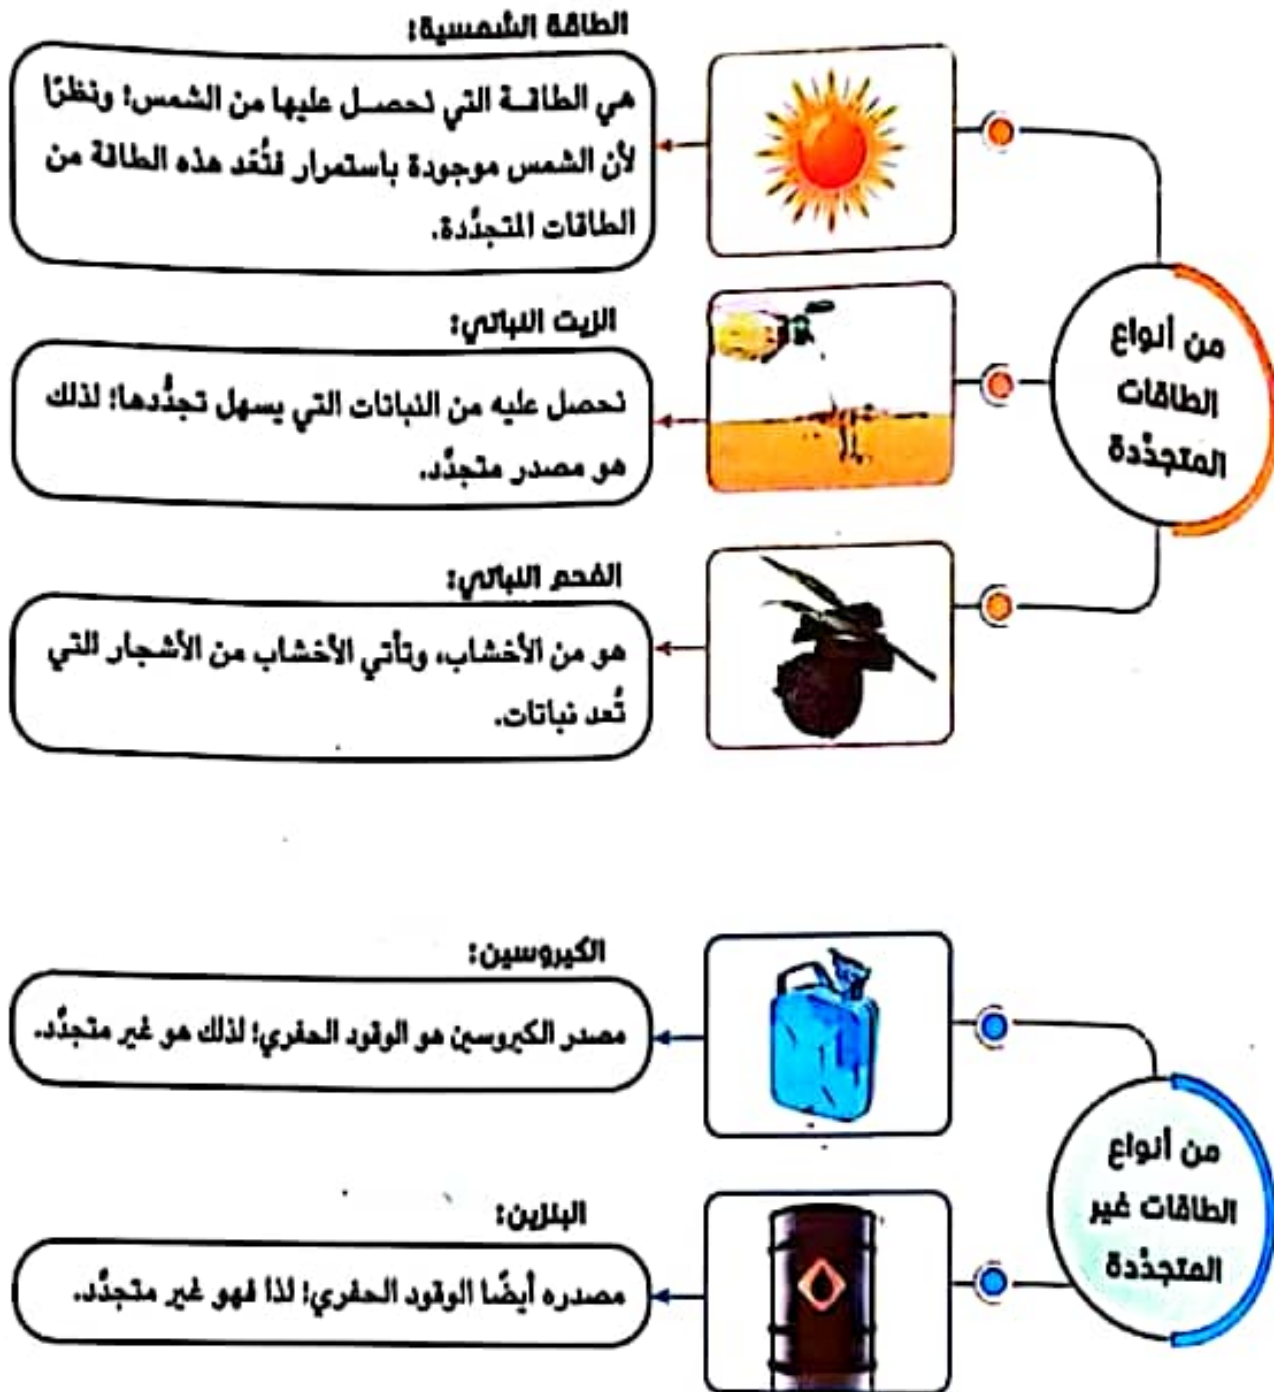 من أنواع
الطاقات
المتجدّدة
الطاقة الشمسية:
هي الطاقة التي نحصل عليها من الشمس؛ ونظرًا
لأن الشمس موجودة باستمرار فتُعَد هذه الطاقة من
الطاقات المتجدِّدة.
الزيت النباتي:
نحصل عليه من النباتات التي يسهل تجدُّدها؛ لذلك
هو مصدر متجدِّد.
الفحم النباتي:
هو من الأخشاب، وتأتي الأخشاب من الأشجار التي
تُعد نباتات.
من أنواع
الطاقات غير
المتجدّدة
الكيروسين:
مصدر الكيروسين هو الوقود الحفري؛ لذلك هو غير متجدِّد.
البنزين:
مصدره أيضًا الوقود الحفري؛ لذا فهو غير متجدِّد.